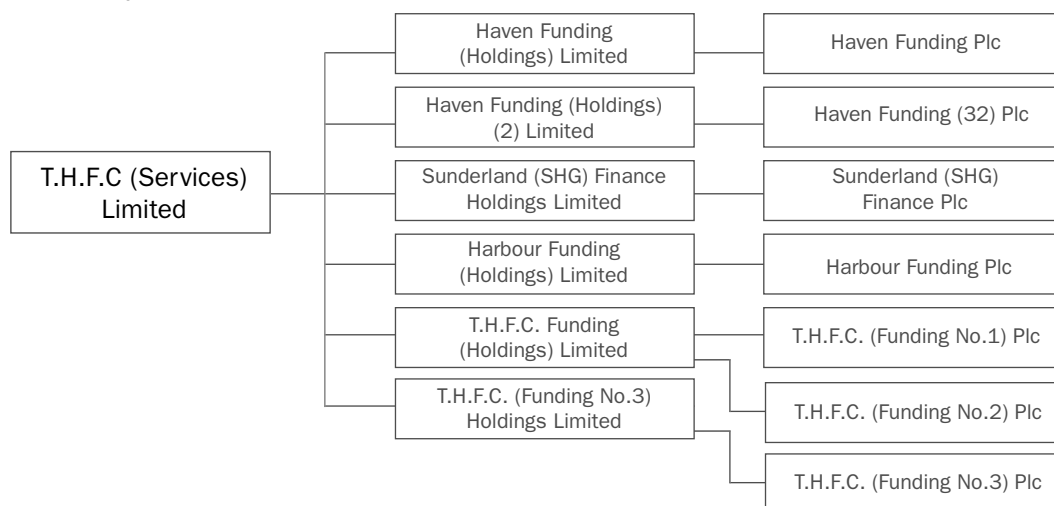 Haven Funding
(Holdings) Limited
Haven Funding Plc
Haven Funding (Holdings)
(2) Limited
Haven Funding (32) Plc
T.H.F.C (Services)
Limited
Sunderland (SHG) Finance
Holdings Limited
Sunderland (SHG)
Finance Plc
Harbour Funding
(Holdings) Limited
Harbour Funding Plc
T.H.F.C. Funding
(Holdings) Limited
T.H.F.C. (Funding No.1) Plc
T.H.F.C. (Funding No.3)
Holdings Limited
T.H.F.C. (Funding No.2) Plc
T.H.F.C. (Funding No.3) Plc